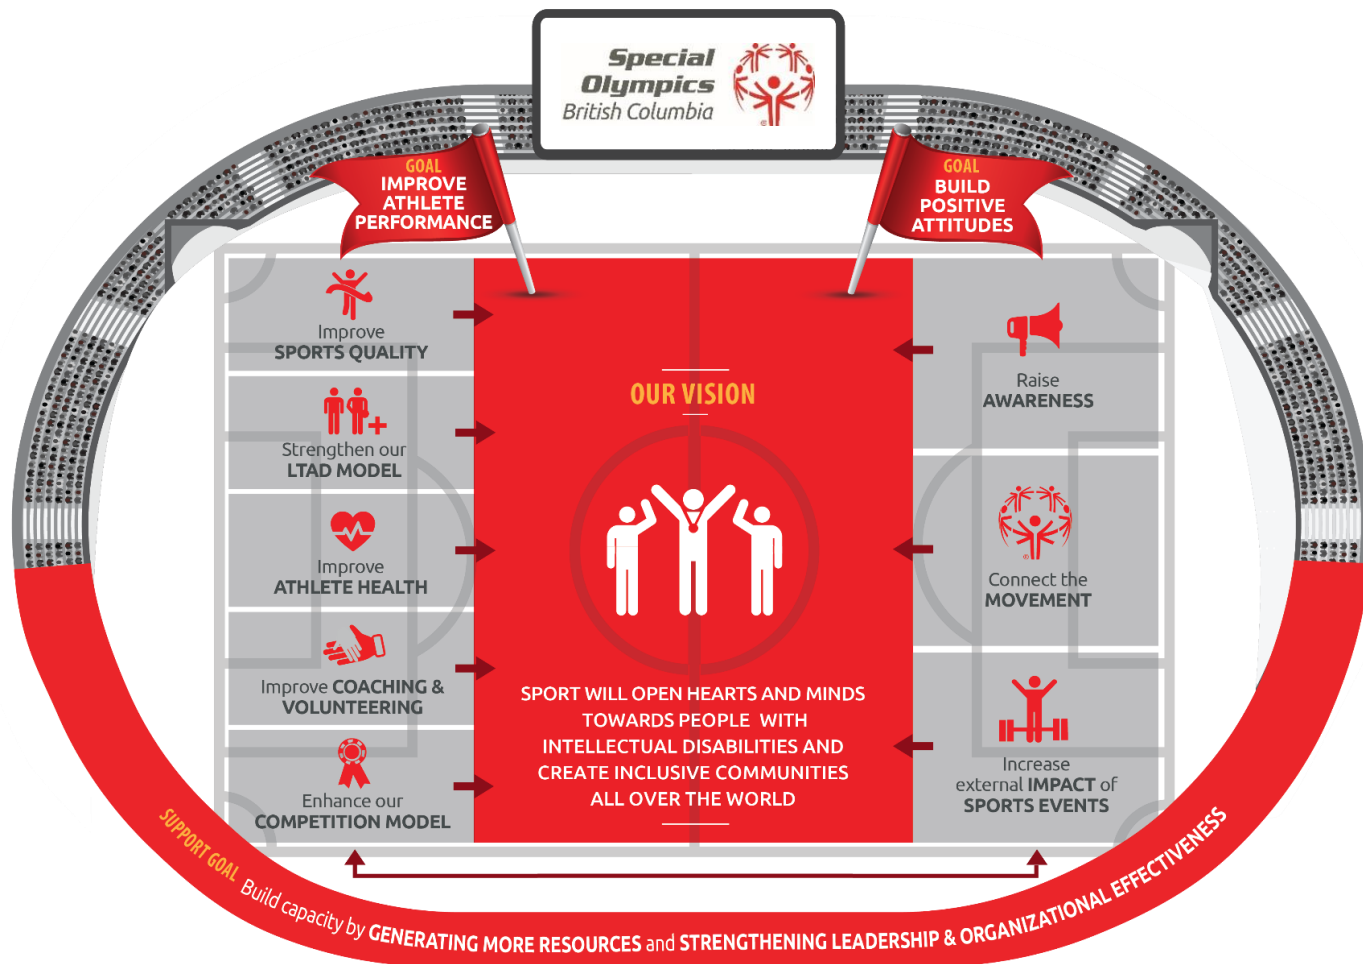 Special
Olympics
British Columbia
GOAL
IMPROVE
ATHLETE
PERFORMANCE
GOAL
BUILD
POSITIVE
ATTITUDES
Improve
SPORTS QUALITY
Strengthen our
LTAD MODEL
Improve
ATHLETE HEALTH
Improve COACHING &
VOLUNTEERING
Enhance our
COMPETITION MODEL
OUR VISION
SPORT WILL OPEN HEARTS AND MINDS
TOWARDS PEOPLE WITH
INTELLECTUAL DISABILITIES AND
CREATE INCLUSIVE COMMUNITIES
ALL OVER THE WORLD
Raise
AWARENESS
Connect the
MOVEMENT
Increase
external IMPACT of
SPORTS EVENTS
SUPPORT GOAL Build capacity by GENERATING MORE RESOURCES and STRENGTHENING LEADERSHIP & ORGANIZATIONAL EFFECTIVENESS